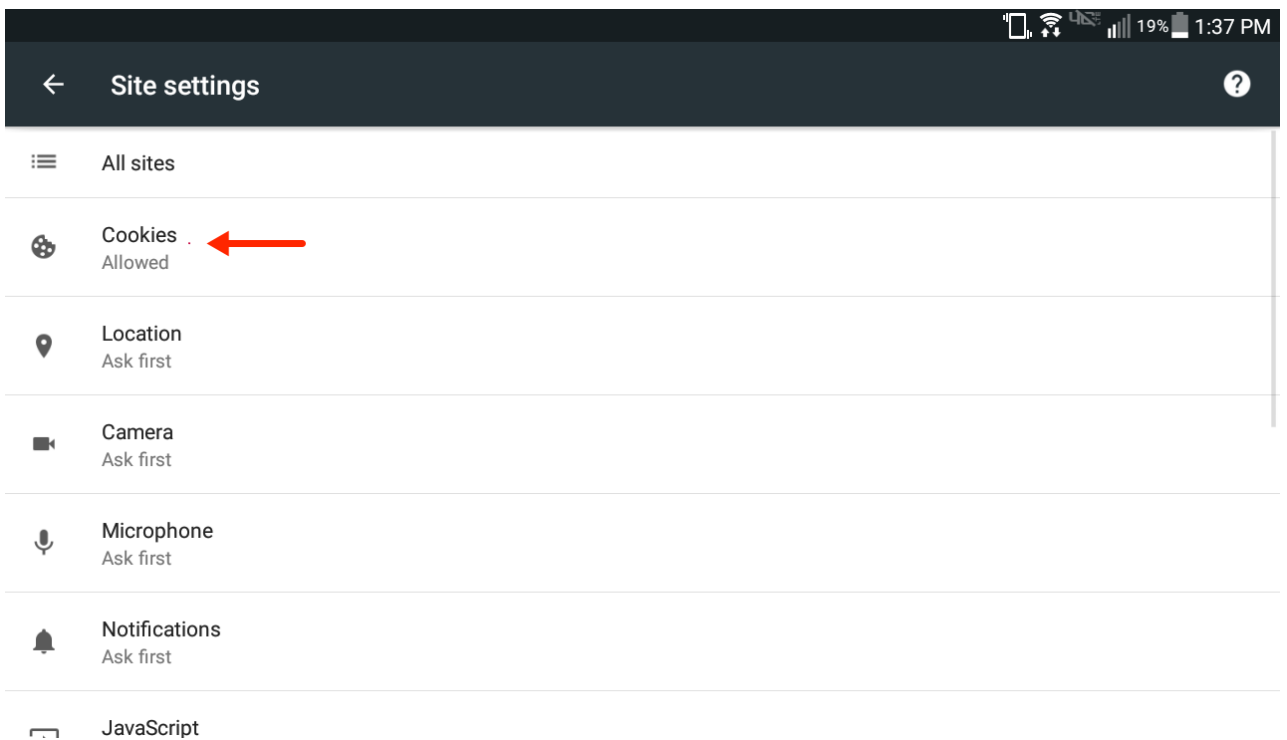 19% 1:37 PM
Site settings
All sites
Cookies
Allowed
Location
Ask first
Camera
Ask first
Microphone
Ask first
Notifications
Ask first
JavaScript